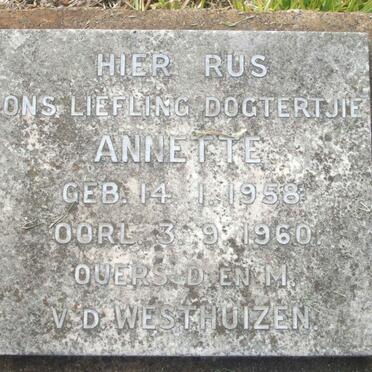 HIER RUS
ONS LIEFLING DOGTERTJIE
ANNETTE
GEB. 14. 1. 1958
OORL. 3. 9. 1960.
OUERS D. EN M.
V. D. WESTHUIZEN.